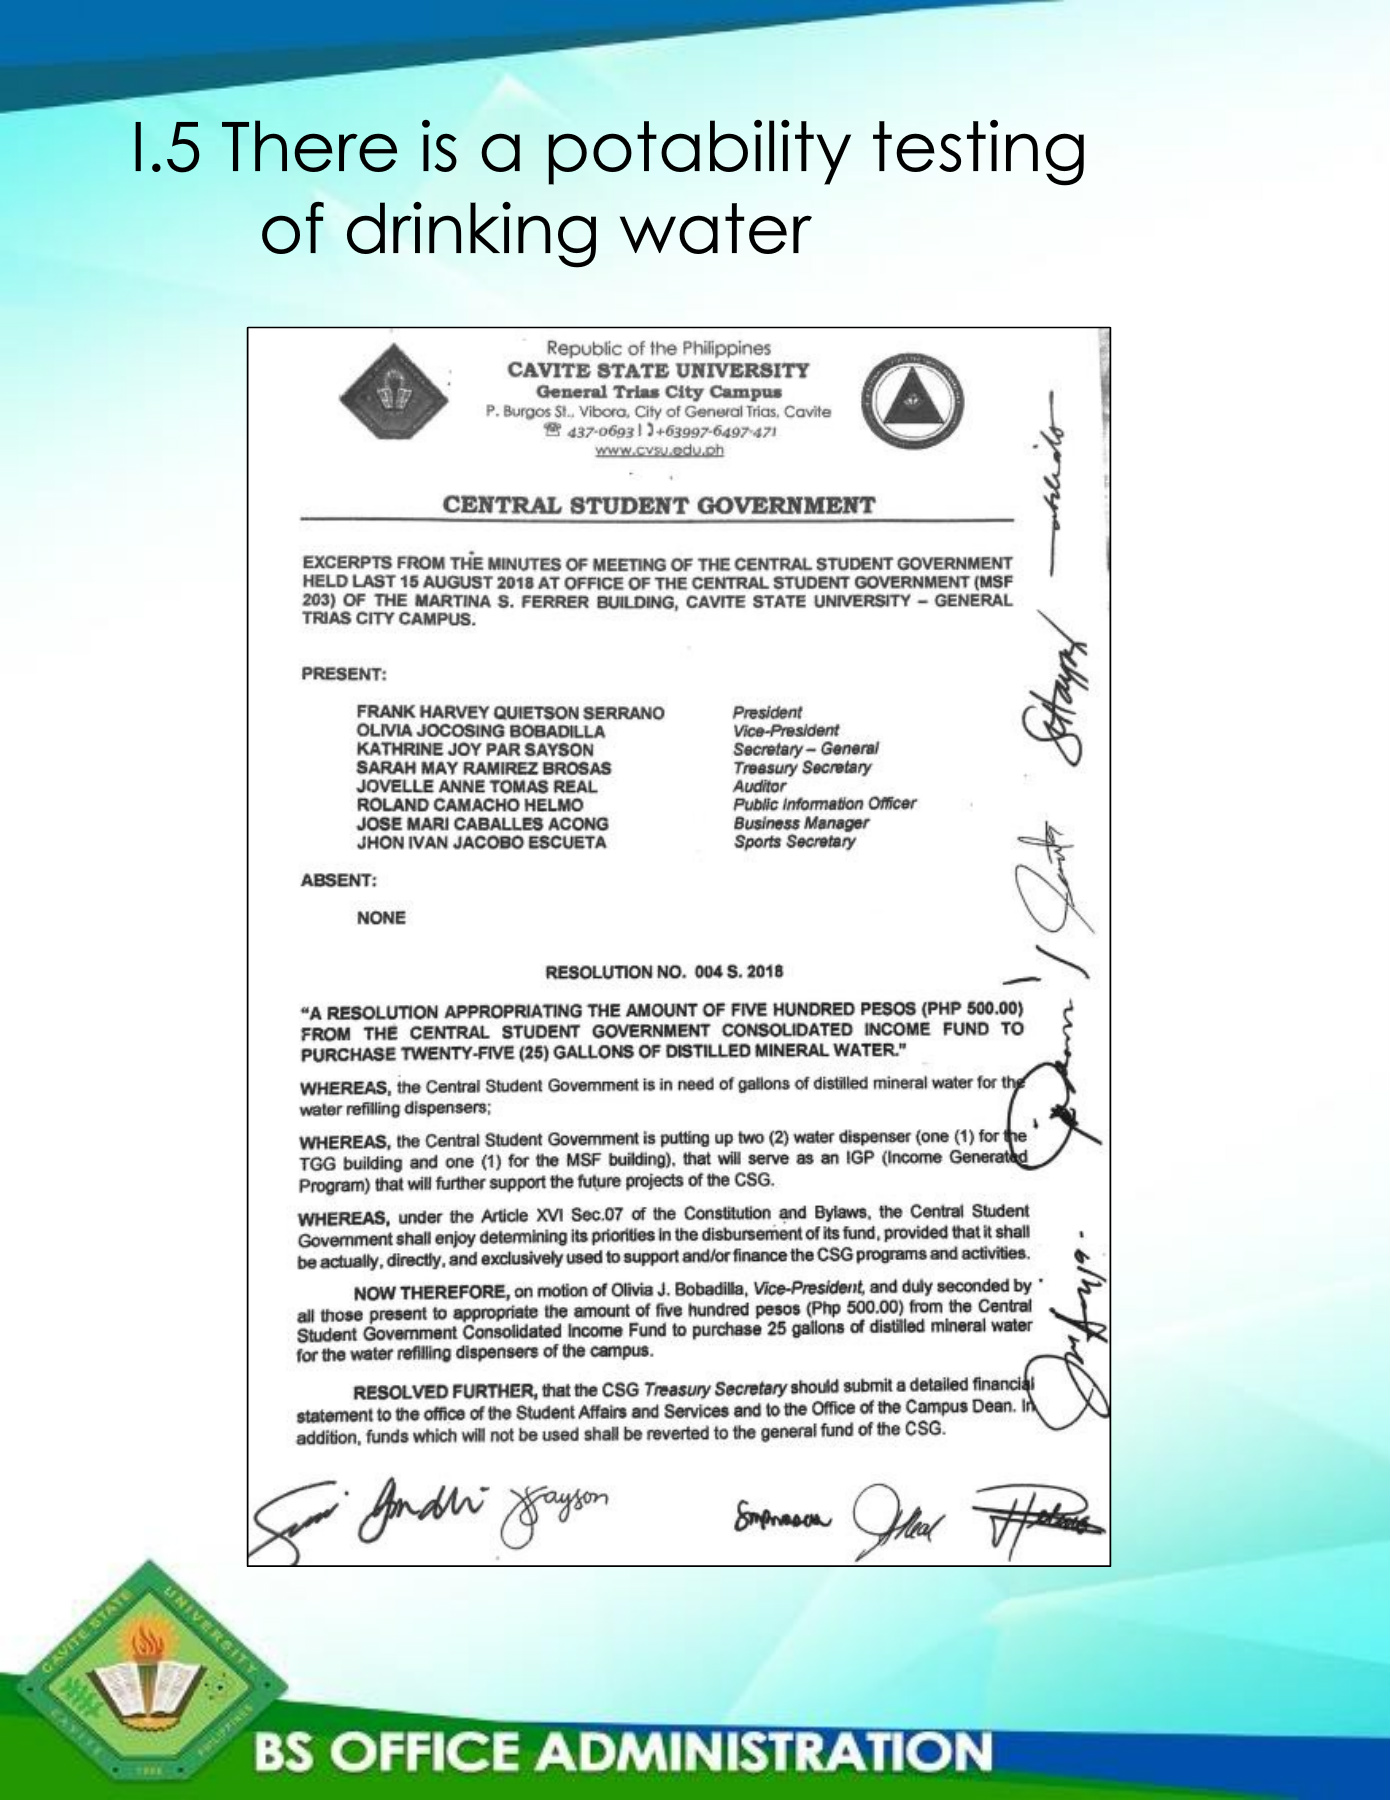 I.5 There is a potability testing
of drinking water
Republic of the Philippines
CAVITE STATE UNIVERSITY
General Trias City Campus
P. Burgos St., Vibora, City of General Trias, Cavite
☎ 437-0693 | +63997-6497-471
www.cvsu.edu.ph
CENTRAL STUDENT GOVERNMENT
EXCERPTS FROM THE MINUTES OF MEETING OF THE CENTRAL STUDENT GOVERNMENT
HELD LAST 15 AUGUST 2018 AT OFFICE OF THE CENTRAL STUDENT GOVERNMENT (MSF
203) OF THE MARTINA S. FERRER BUILDING, CAVITE STATE UNIVERSITY – GENERAL
TRIAS CITY CAMPUS.
PRESENT:
FRANK HARVEY QUIETSON SERRANO President
OLIVIA JOCOSING BOBADILLA Vice-President
KATHRINE JOY PAR SAYSON Secretary – General
SARAH MAY RAMIREZ BROSAS Treasury Secretary
JOVELLE ANNE TOMAS REAL Auditor
ROLAND CAMACHO HELMO Public Information Officer
JOSE MARI CABALLES ACONG Business Manager
JHON IVAN JACOBO ESCUETA Sports Secretary
ABSENT:
NONE
RESOLUTION NO. 004 S. 2018
“A RESOLUTION APPROPRIATING THE AMOUNT OF FIVE HUNDRED PESOS (PHP 500.00)
FROM THE CENTRAL STUDENT GOVERNMENT CONSOLIDATED INCOME FUND TO
PURCHASE TWENTY-FIVE (25) GALLONS OF DISTILLED MINERAL WATER.”
WHEREAS, the Central Student Government is in need of gallons of distilled mineral water for the
water refilling dispensers;
WHEREAS, the Central Student Government is putting up two (2) water dispenser (one (1) for the
TGG building and one (1) for the MSF building), that will serve as an IGP (Income Generated
Program) that will further support the future projects of the CSG.
WHEREAS, under the Article XVI Sec.07 of the Constitution and Bylaws, the Central Student
Government shall enjoy determining its priorities in the disbursement of its fund, provided that it shall
be actually, directly, and exclusively used to support and/or finance the CSG programs and activities.
NOW THEREFORE, on motion of Olivia J. Bobadilla, Vice-President, and duly seconded by
all those present to appropriate the amount of five hundred pesos (Php 500.00) from the Central
Student Government Consolidated Income Fund to purchase 25 gallons of distilled mineral water
for the water refilling dispensers of the campus.
RESOLVED FURTHER, that the CSG Treasury Secretary should submit a detailed financial
statement to the office of the Student Affairs and Services and to the Office of the Campus Dean. In
addition, funds which will not be used shall be reverted to the general fund of the CSG.
CAVITE STATE UNIVERSITY
CAVITE PHILIPPINES
1906
BS OFFICE ADMINISTRATION